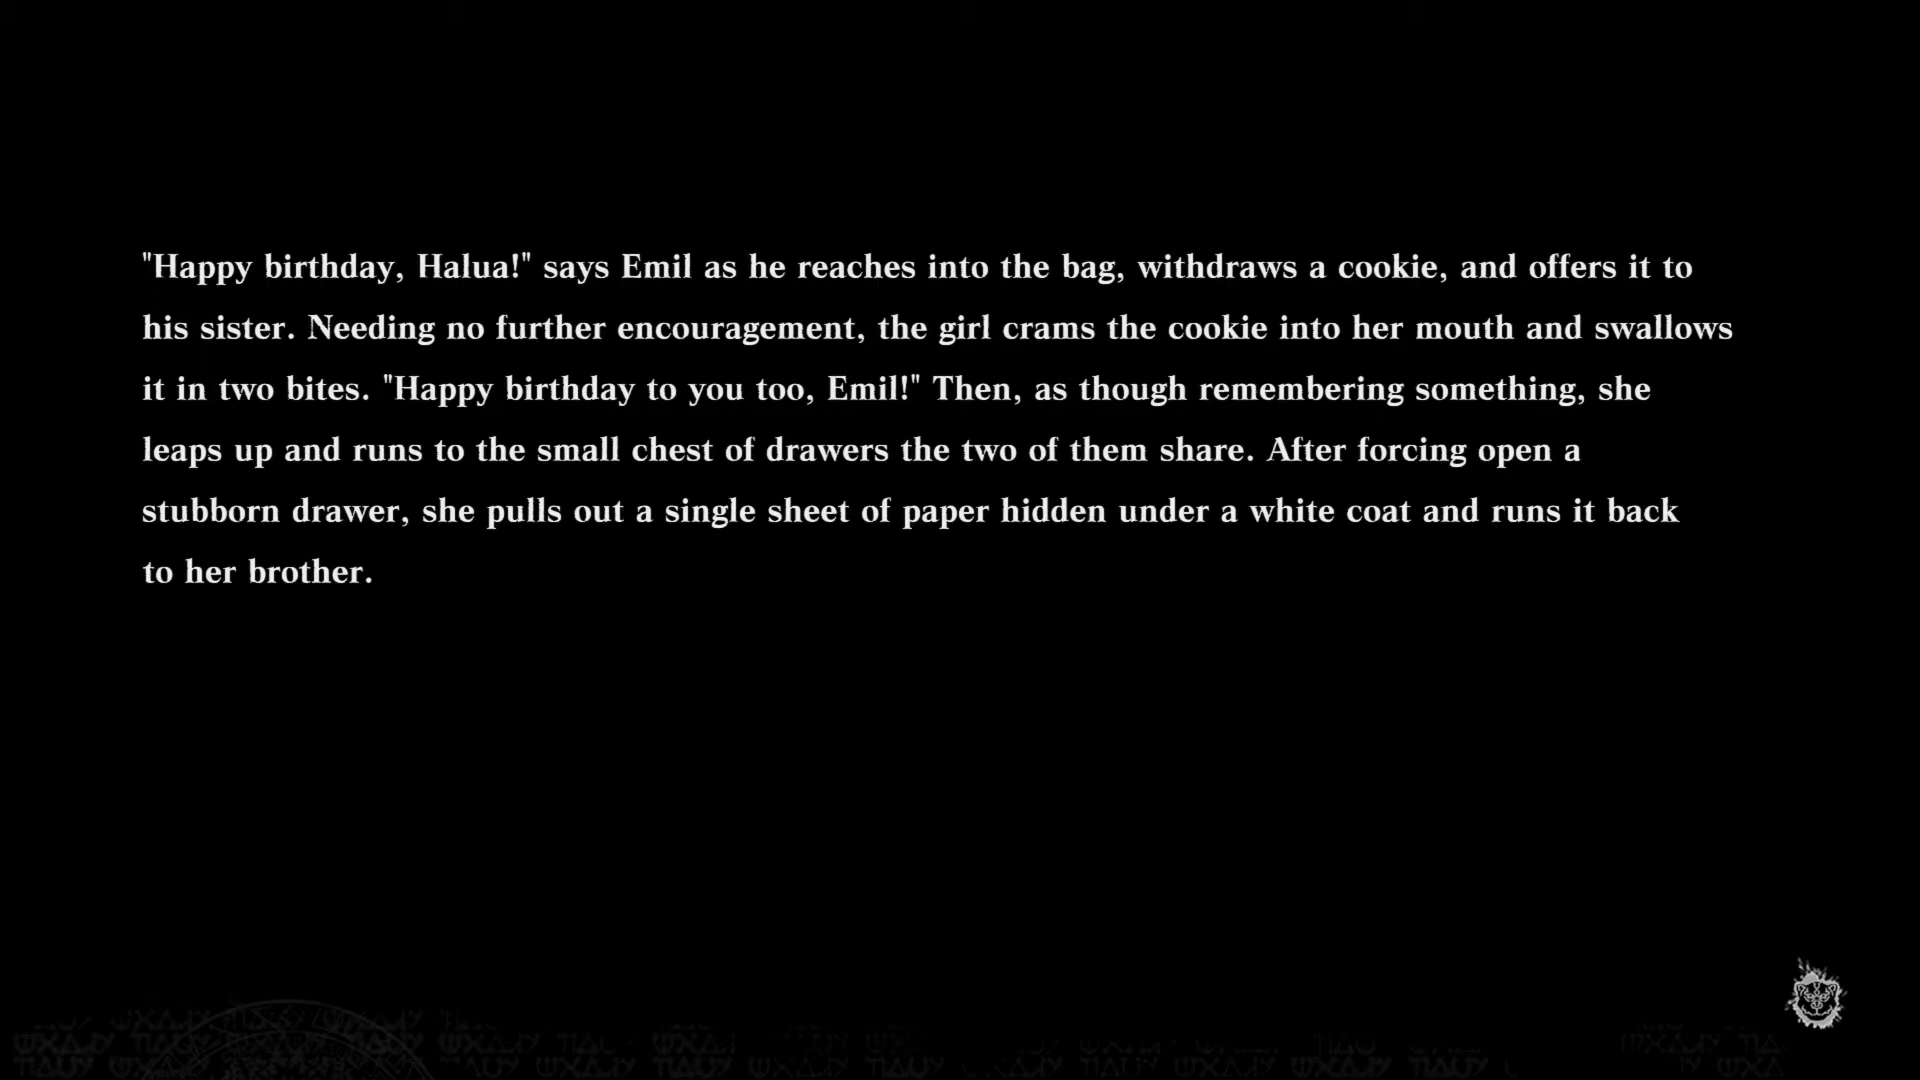 "Happy birthday, Halua!" says Emil as he reaches into the bag, withdraws a cookie, and offers it to
his sister. Needing no further encouragement, the girl crams the cookie into her mouth and swallows
it in two bites. "Happy birthday to you too, Emil!" Then, as though remembering something, she
leaps up and runs to the small chest of drawers the two of them share. After forcing open a
stubborn drawer, she pulls out a single sheet of paper hidden under a white coat and runs it back
to her brother.